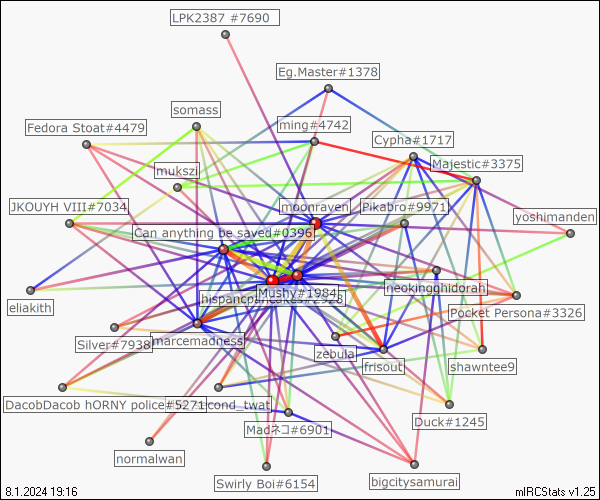 LPK2387 #7690
Eg.Master#1378
somass
ming#4742
Fedora Stoat#4479
Cypha#1717
Majestic#3375
mukszi
JKOUYH VIII#7034
moonraven
Pikabro#9971
yoshimanden
Can anything be saved#0396
neokingghidorah
Mushy#1984
eliakith
Pocket Persona#3326
Silver#7938
marcemadness
zebula
frisout
shawntee9
DacobDacob hORNY police#5271
Duck#1245
Madネコ#6901
normalwan
Swirly Boi#6154
bigcitysamurai
8.1.2024 19:16
mIRCStats v1.25